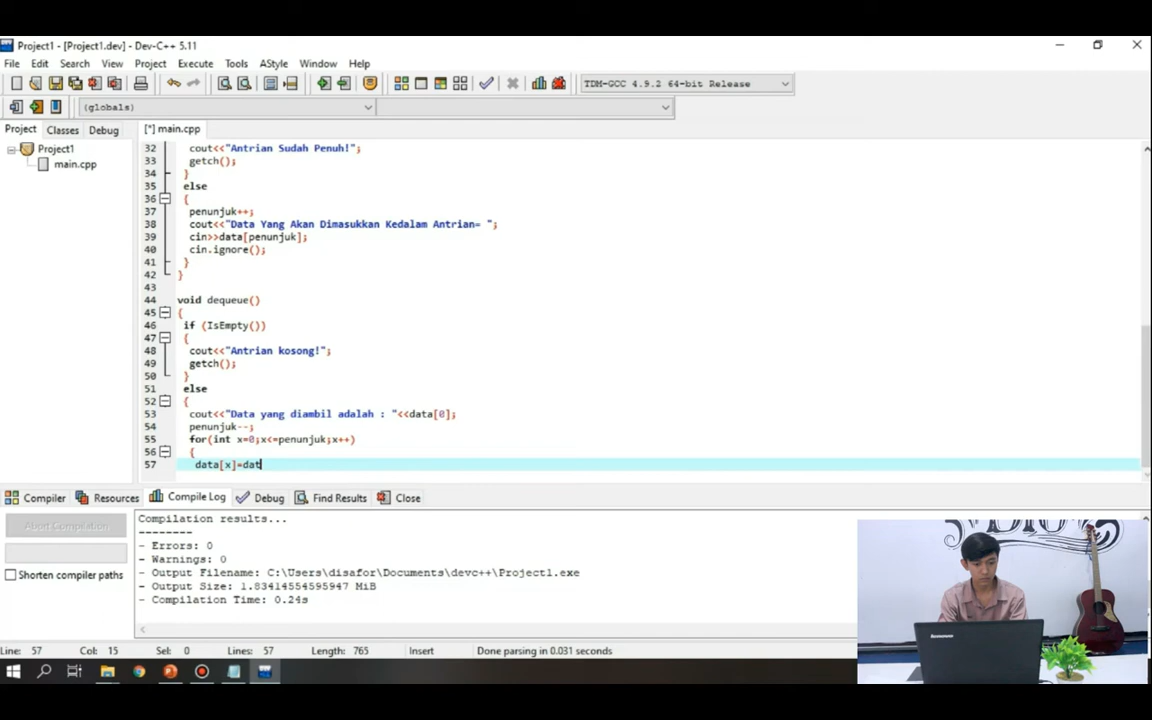 Project1 - [Project1.dev] - Dev-C++ 5.11
File Edit Search View Project Execute Tools AStyle Window Help
TDM-GCC 4.9.2 64-bit Release
(globals)
Project Classes Debug
[*] main.cpp
Project1
main.cpp
32 cout<<"Antrian Sudah Penuh!";
33 getch();
34 }
35 else
36 {
37 penunjuk++;
38 cout<<"Data Yang Akan Dimasukkan Kedalam Antrian= ";
39 cin>>data[penunjuk];
40 cin.ignore();
41 }
42 }
43
44 void dequeue()
45 {
46 if (IsEmpty())
47 {
48 cout<<"Antrian kosong!";
49 getch();
50 }
51 else
52 {
53 cout<<"Data yang diambil adalah : "<<data[0];
54 penunjuk--;
55 for(int x=0;x<=penunjuk;x++)
56 {
57 data[x]=dat
Compiler Resources Compile Log Debug Find Results Close
Abort Compilation
Shorten compiler paths
Compilation results...
--------
- Errors: 0
- Warnings: 0
- Output Filename: C:\Users\disafor\Documents\devc++\Project1.exe
- Output Size: 1.83414554595947 MiB
- Compilation Time: 0.24s
Line: 57 Col: 15 Sel: 0 Lines: 57 Length: 765 Insert Done parsing in 0.031 seconds
lenovo